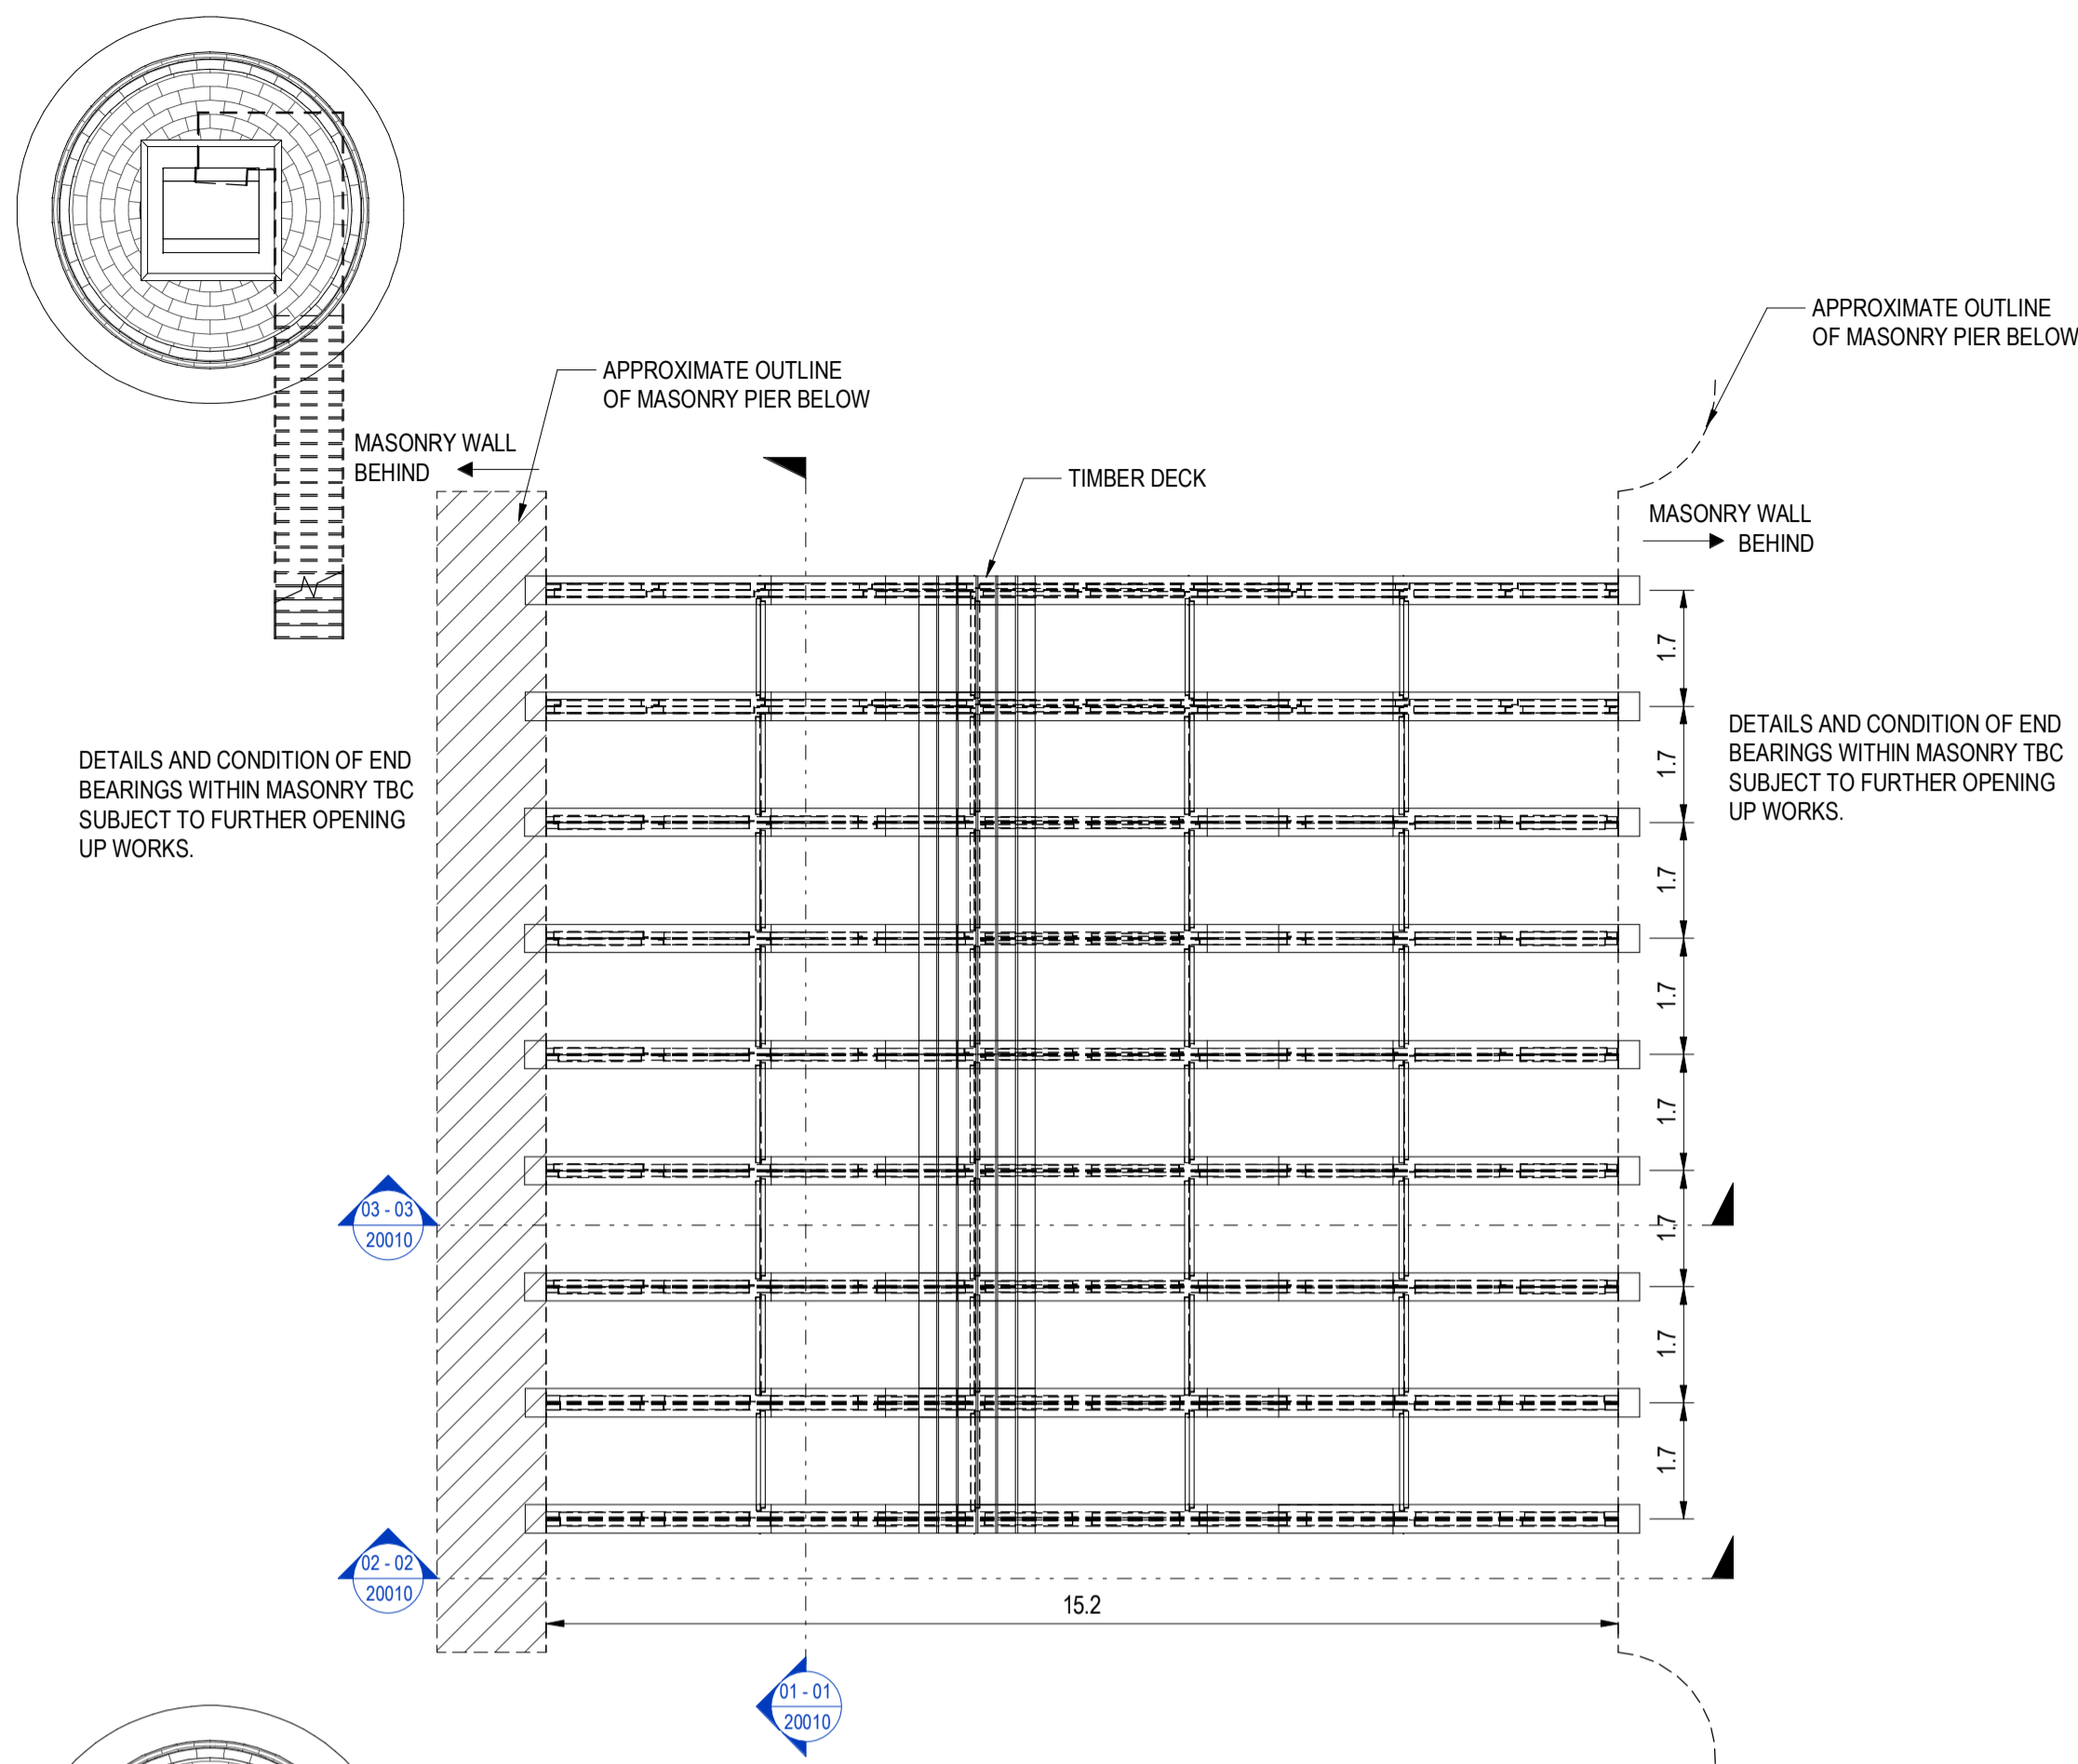 APPROXIMATE OUTLINE
OF MASONRY PIER BELOW
APPROXIMATE OUTLINE
OF MASONRY PIER BELOW
MASONRY WALL
BEHIND
TIMBER DECK
MASONRY WALL
BEHIND
1.7
1.7
DETAILS AND CONDITION OF END
BEARINGS WITHIN MASONRY TBC
SUBJECT TO FURTHER OPENING
UP WORKS.
DETAILS AND CONDITION OF END
BEARINGS WITHIN MASONRY TBC
SUBJECT TO FURTHER OPENING
UP WORKS.
1.7
1.7
1.7
03 - 03
20010
1.7
1.7
1.7
02 - 02
20010
15.2
01 - 01
20010